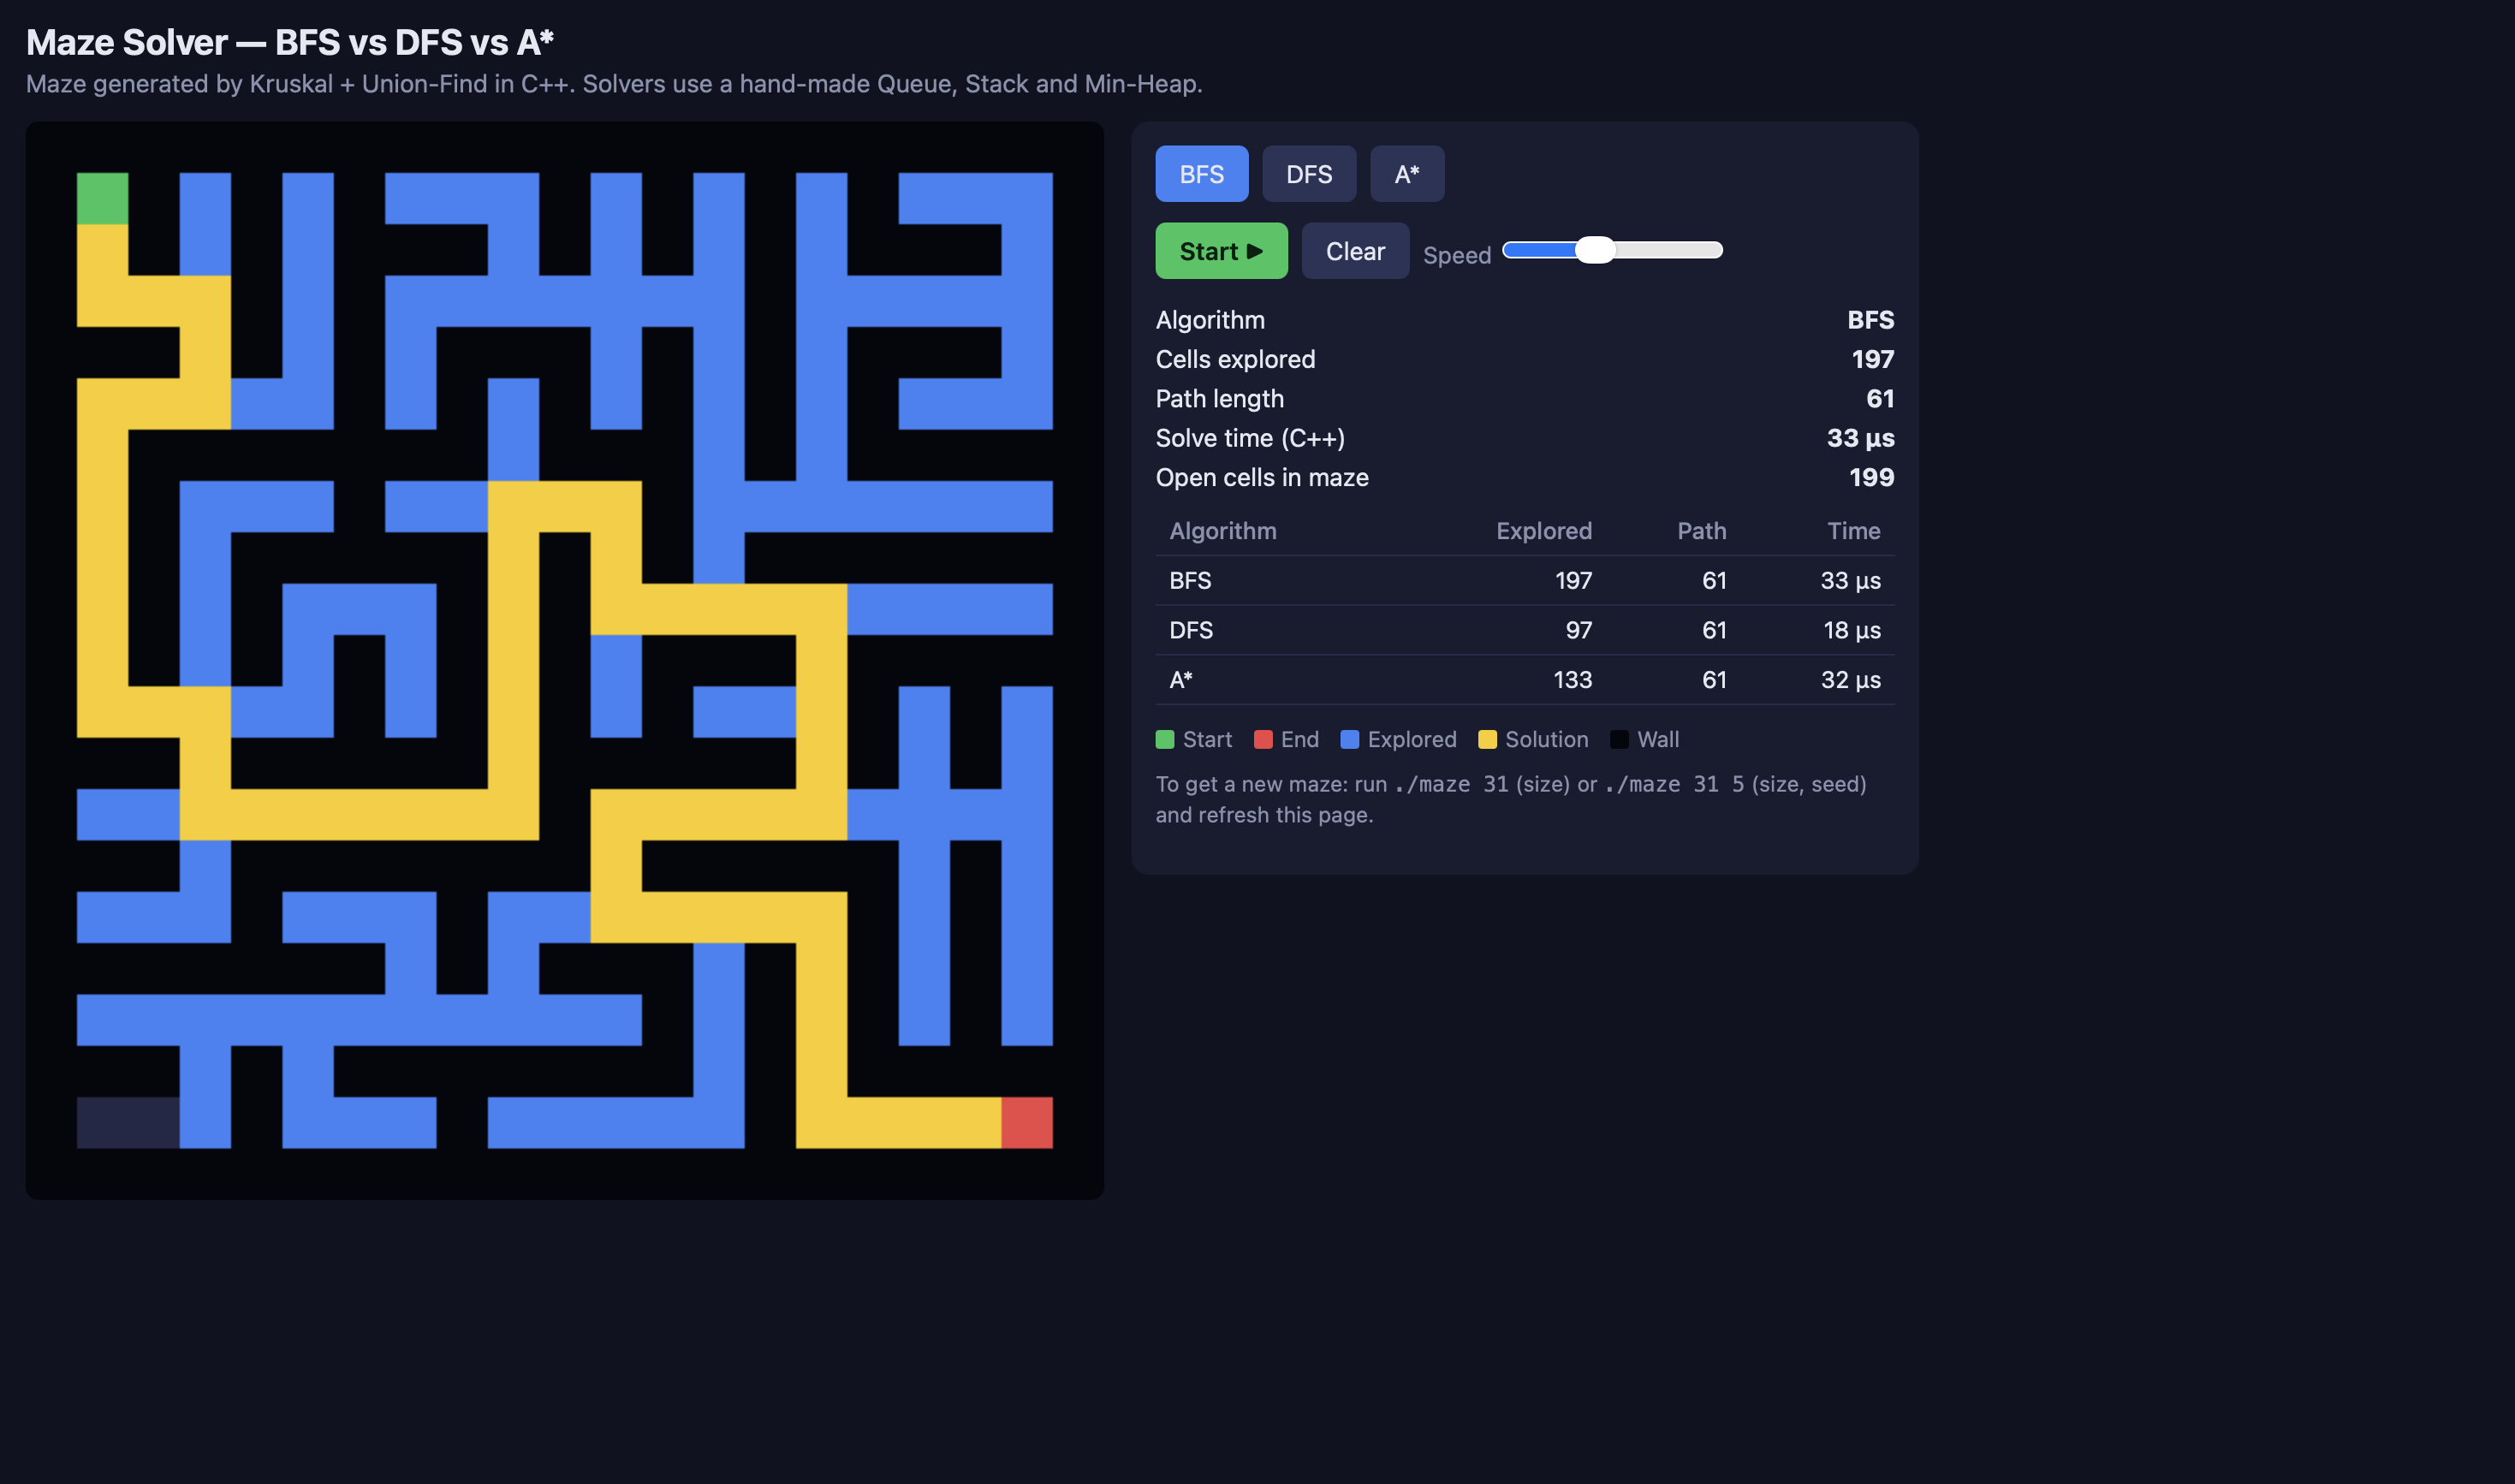 Maze Solver — BFS vs DFS vs A*
Maze generated by Kruskal + Union-Find in C++. Solvers use a hand-made Queue, Stack and Min-Heap.
BFS DFS A*
Start ▶ Clear Speed
Algorithm BFS
Cells explored 197
Path length 61
Solve time (C++) 33 µs
Open cells in maze 199
Algorithm Explored Path Time
BFS 197 61 33 µs
DFS 97 61 18 µs
A* 133 61 32 µs
Start End Explored Solution Wall
To get a new maze: run ./maze 31 (size) or ./maze 31 5 (size, seed)
and refresh this page.